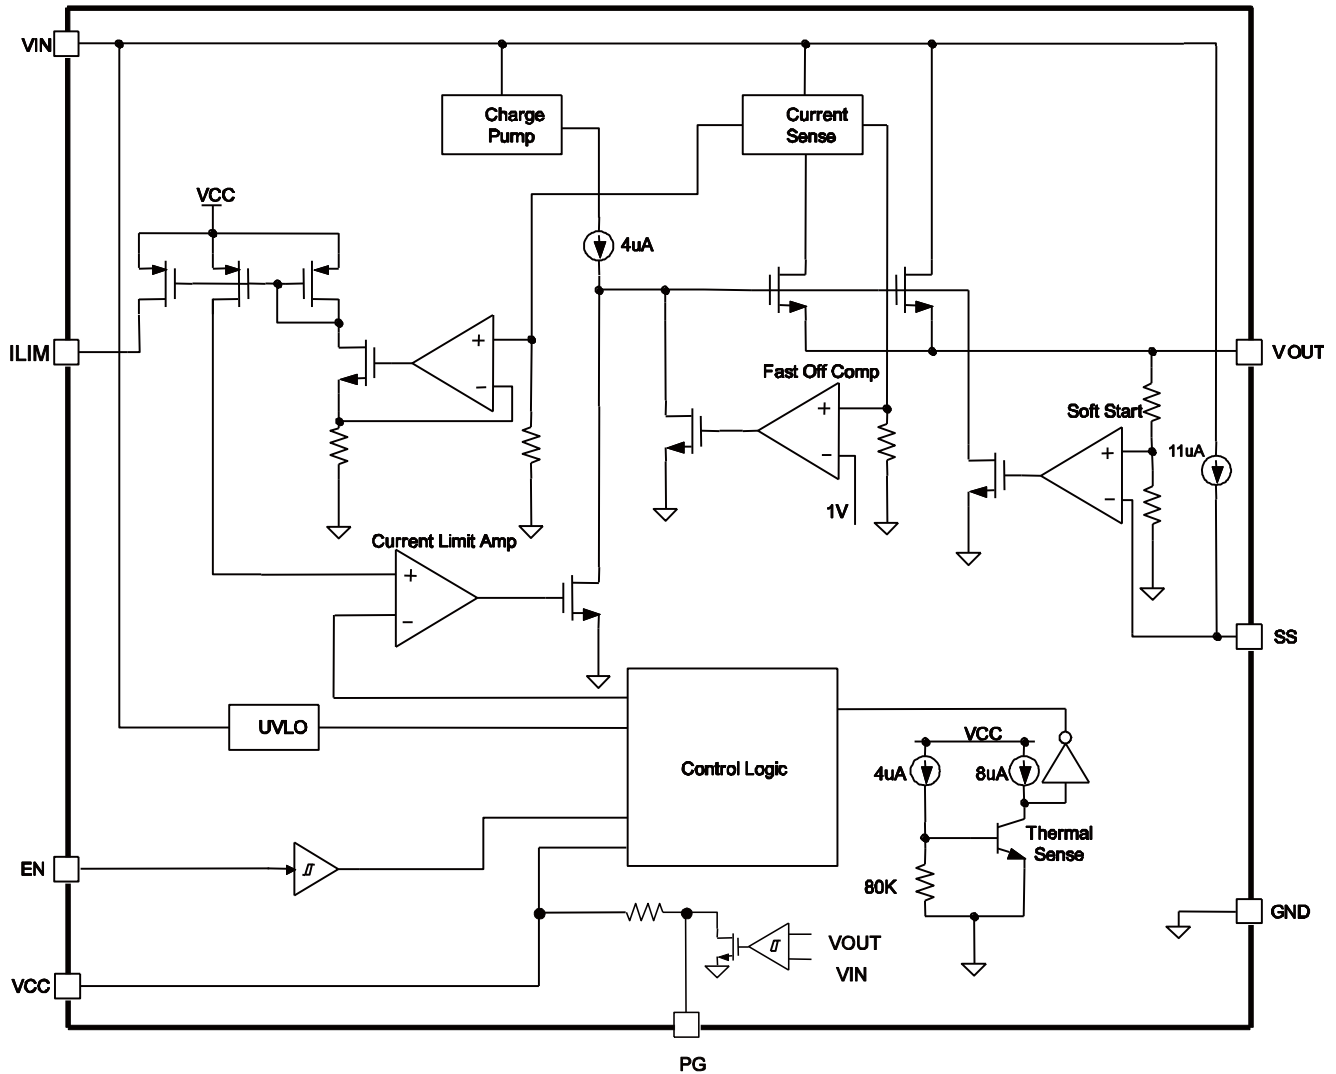 VIN
Charge
Pump
Current
Sense
VCC
4uA
ILIM
+
−
VOUT
Fast Off Comp
+
−
1V
Soft Start
+
−
11uA
Current Limit Amp
+
−
SS
UVLO
Control Logic
VCC
4uA
8uA
Thermal
Sense
80K
EN
GND
VOUT
VIN
VCC
PG